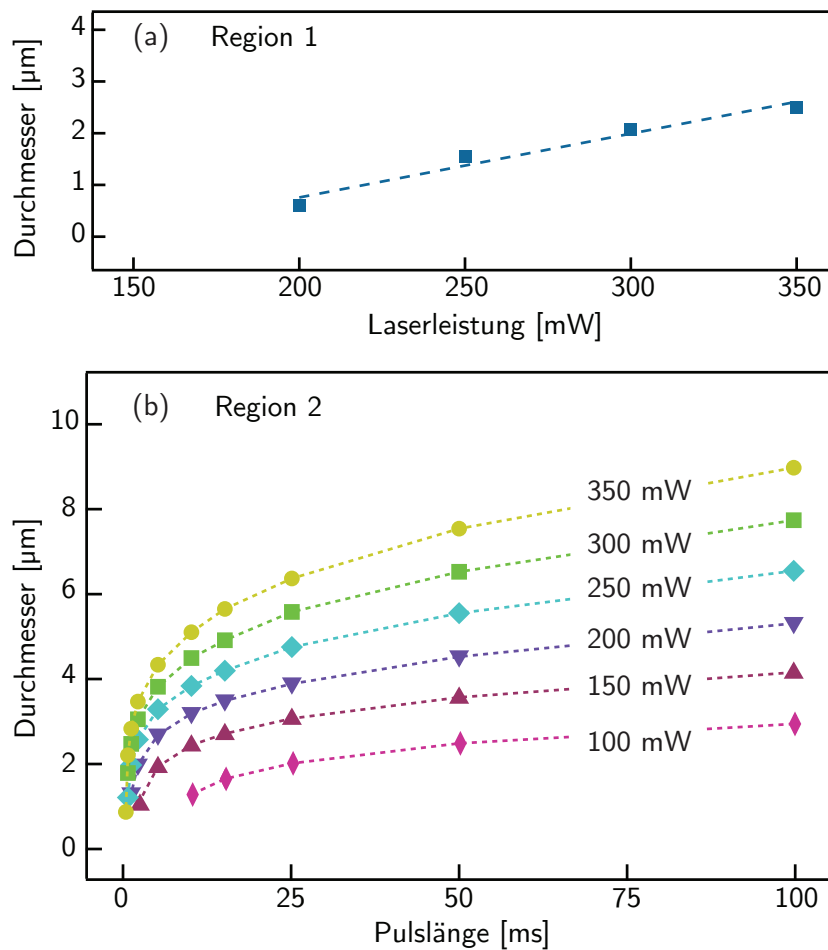 (a) Region 1
4
3
2
1
0
Durchmesser [µm]
150 200 250 300 350
Laserleistung [mW]
(b) Region 2
10
8
6
4
2
0
Durchmesser [µm]
350 mW
300 mW
250 mW
200 mW
150 mW
100 mW
0 25 50 75 100
Pulslänge [ms]